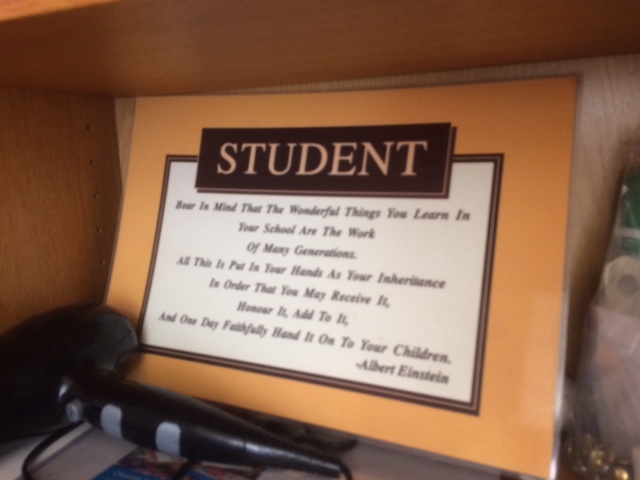 STUDENT
Bear In Mind That The Wonderful Things You Learn In
Your School Are The Work
Of Many Generations.
All This Is Put In Your Hands As Your Inheritance
In Order That You May Receive It,
Honour It, Add To It,
And One Day Faithfully Hand It On To Your Children.
-Albert Einstein